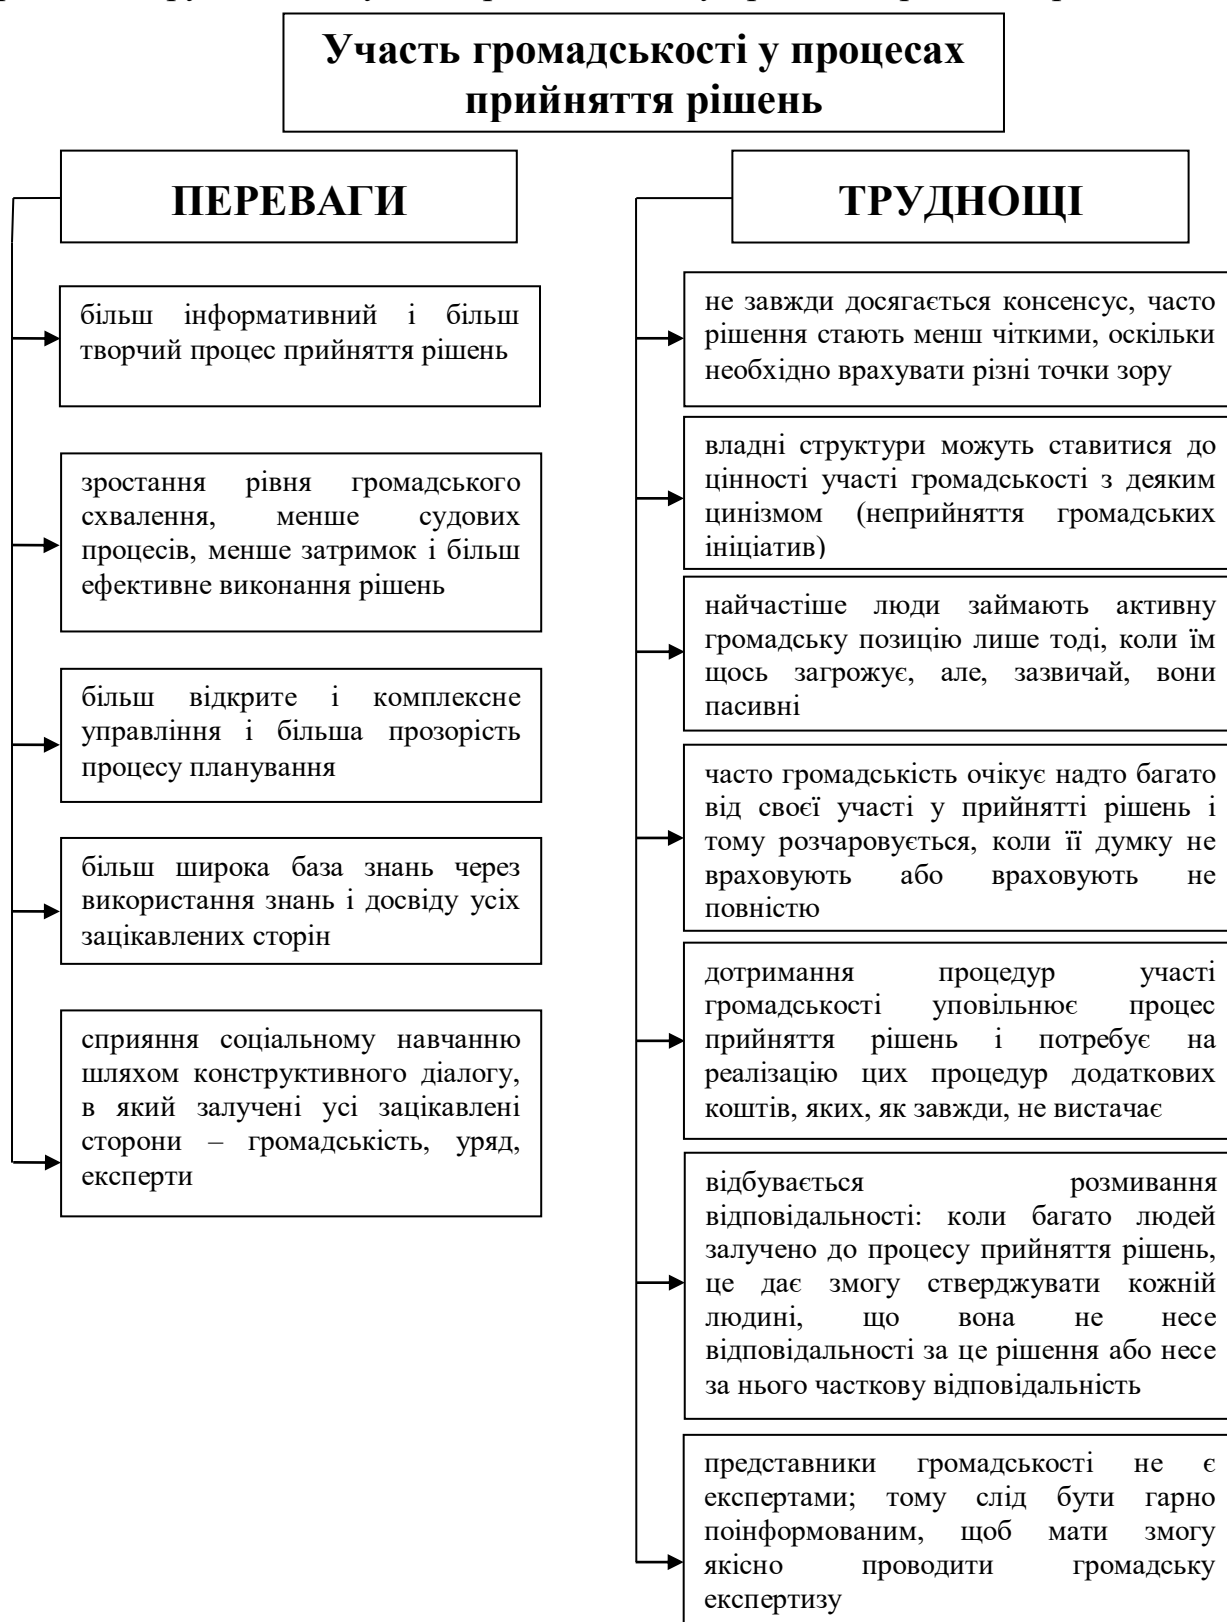 Участь громадськості у процесах
прийняття рішень
ПЕРЕВАГИ
більш інформативний і більш
творчий процес прийняття рішень
зростання рівня громадського
схвалення, менше судових
процесів, менше затримок і більш
ефективне виконання рішень
більш відкрите і комплексне
управління і більша прозорість
процесу планування
більш широка база знань через
використання знань і досвіду усіх
зацікавлених сторін
сприяння соціальному навчанню
шляхом конструктивного діалогу,
в який залучені усі зацікавлені
сторони – громадськість, уряд,
експерти
ТРУДНОЩІ
не завжди досягається консенсус, часто
рішення стають менш чіткими, оскільки
необхідно врахувати різні точки зору
владні структури можуть ставитися до
цінності участі громадськості з деяким
цинізмом (неприйняття громадських
ініціатив)
найчастіше люди займають активну
громадську позицію лише тоді, коли їм
щось загрожує, але, зазвичай, вони
пасивні
часто громадськість очікує надто багато
від своєї участі у прийнятті рішень і
тому розчаровується, коли її думку не
враховують або враховують не
повністю
дотримання процедур участі
громадськості уповільнює процес
прийняття рішень і потребує на
реалізацію цих процедур додаткових
коштів, яких, як завжди, не вистачає
відбувається розмивання
відповідальності: коли багато людей
залучено до процесу прийняття рішень,
це дає змогу стверджувати кожній
людині, що вона не несе
відповідальності за це рішення або несе
за нього часткову відповідальність
представники громадськості не є
експертами; тому слід бути гарно
поінформованим, щоб мати змогу
якісно проводити громадську
експертизу